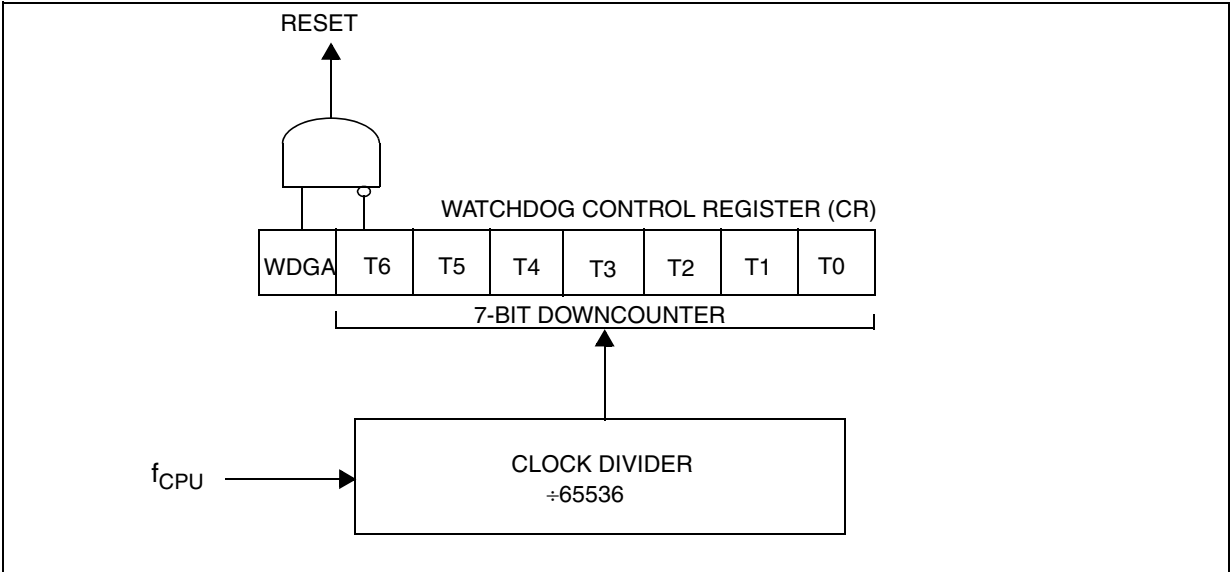 RESET
WATCHDOG CONTROL REGISTER (CR)
WDGA T6 T5 T4 T3 T2 T1 T0
7-BIT DOWNCOUNTER
fCPU
CLOCK DIVIDER
÷65536